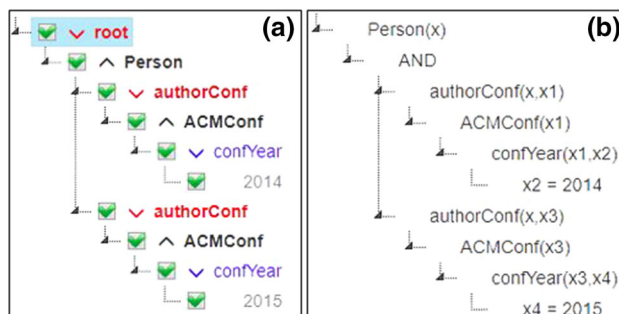 (a)
root
Person
authorConf
ACMConf
confYear
2014
authorConf
ACMConf
confYear
2015
(b)
Person(x)
AND
authorConf(x,x1)
ACMConf(x1)
confYear(x1,x2)
x2 = 2014
authorConf(x,x3)
ACMConf(x3)
confYear(x3,x4)
x4 = 2015